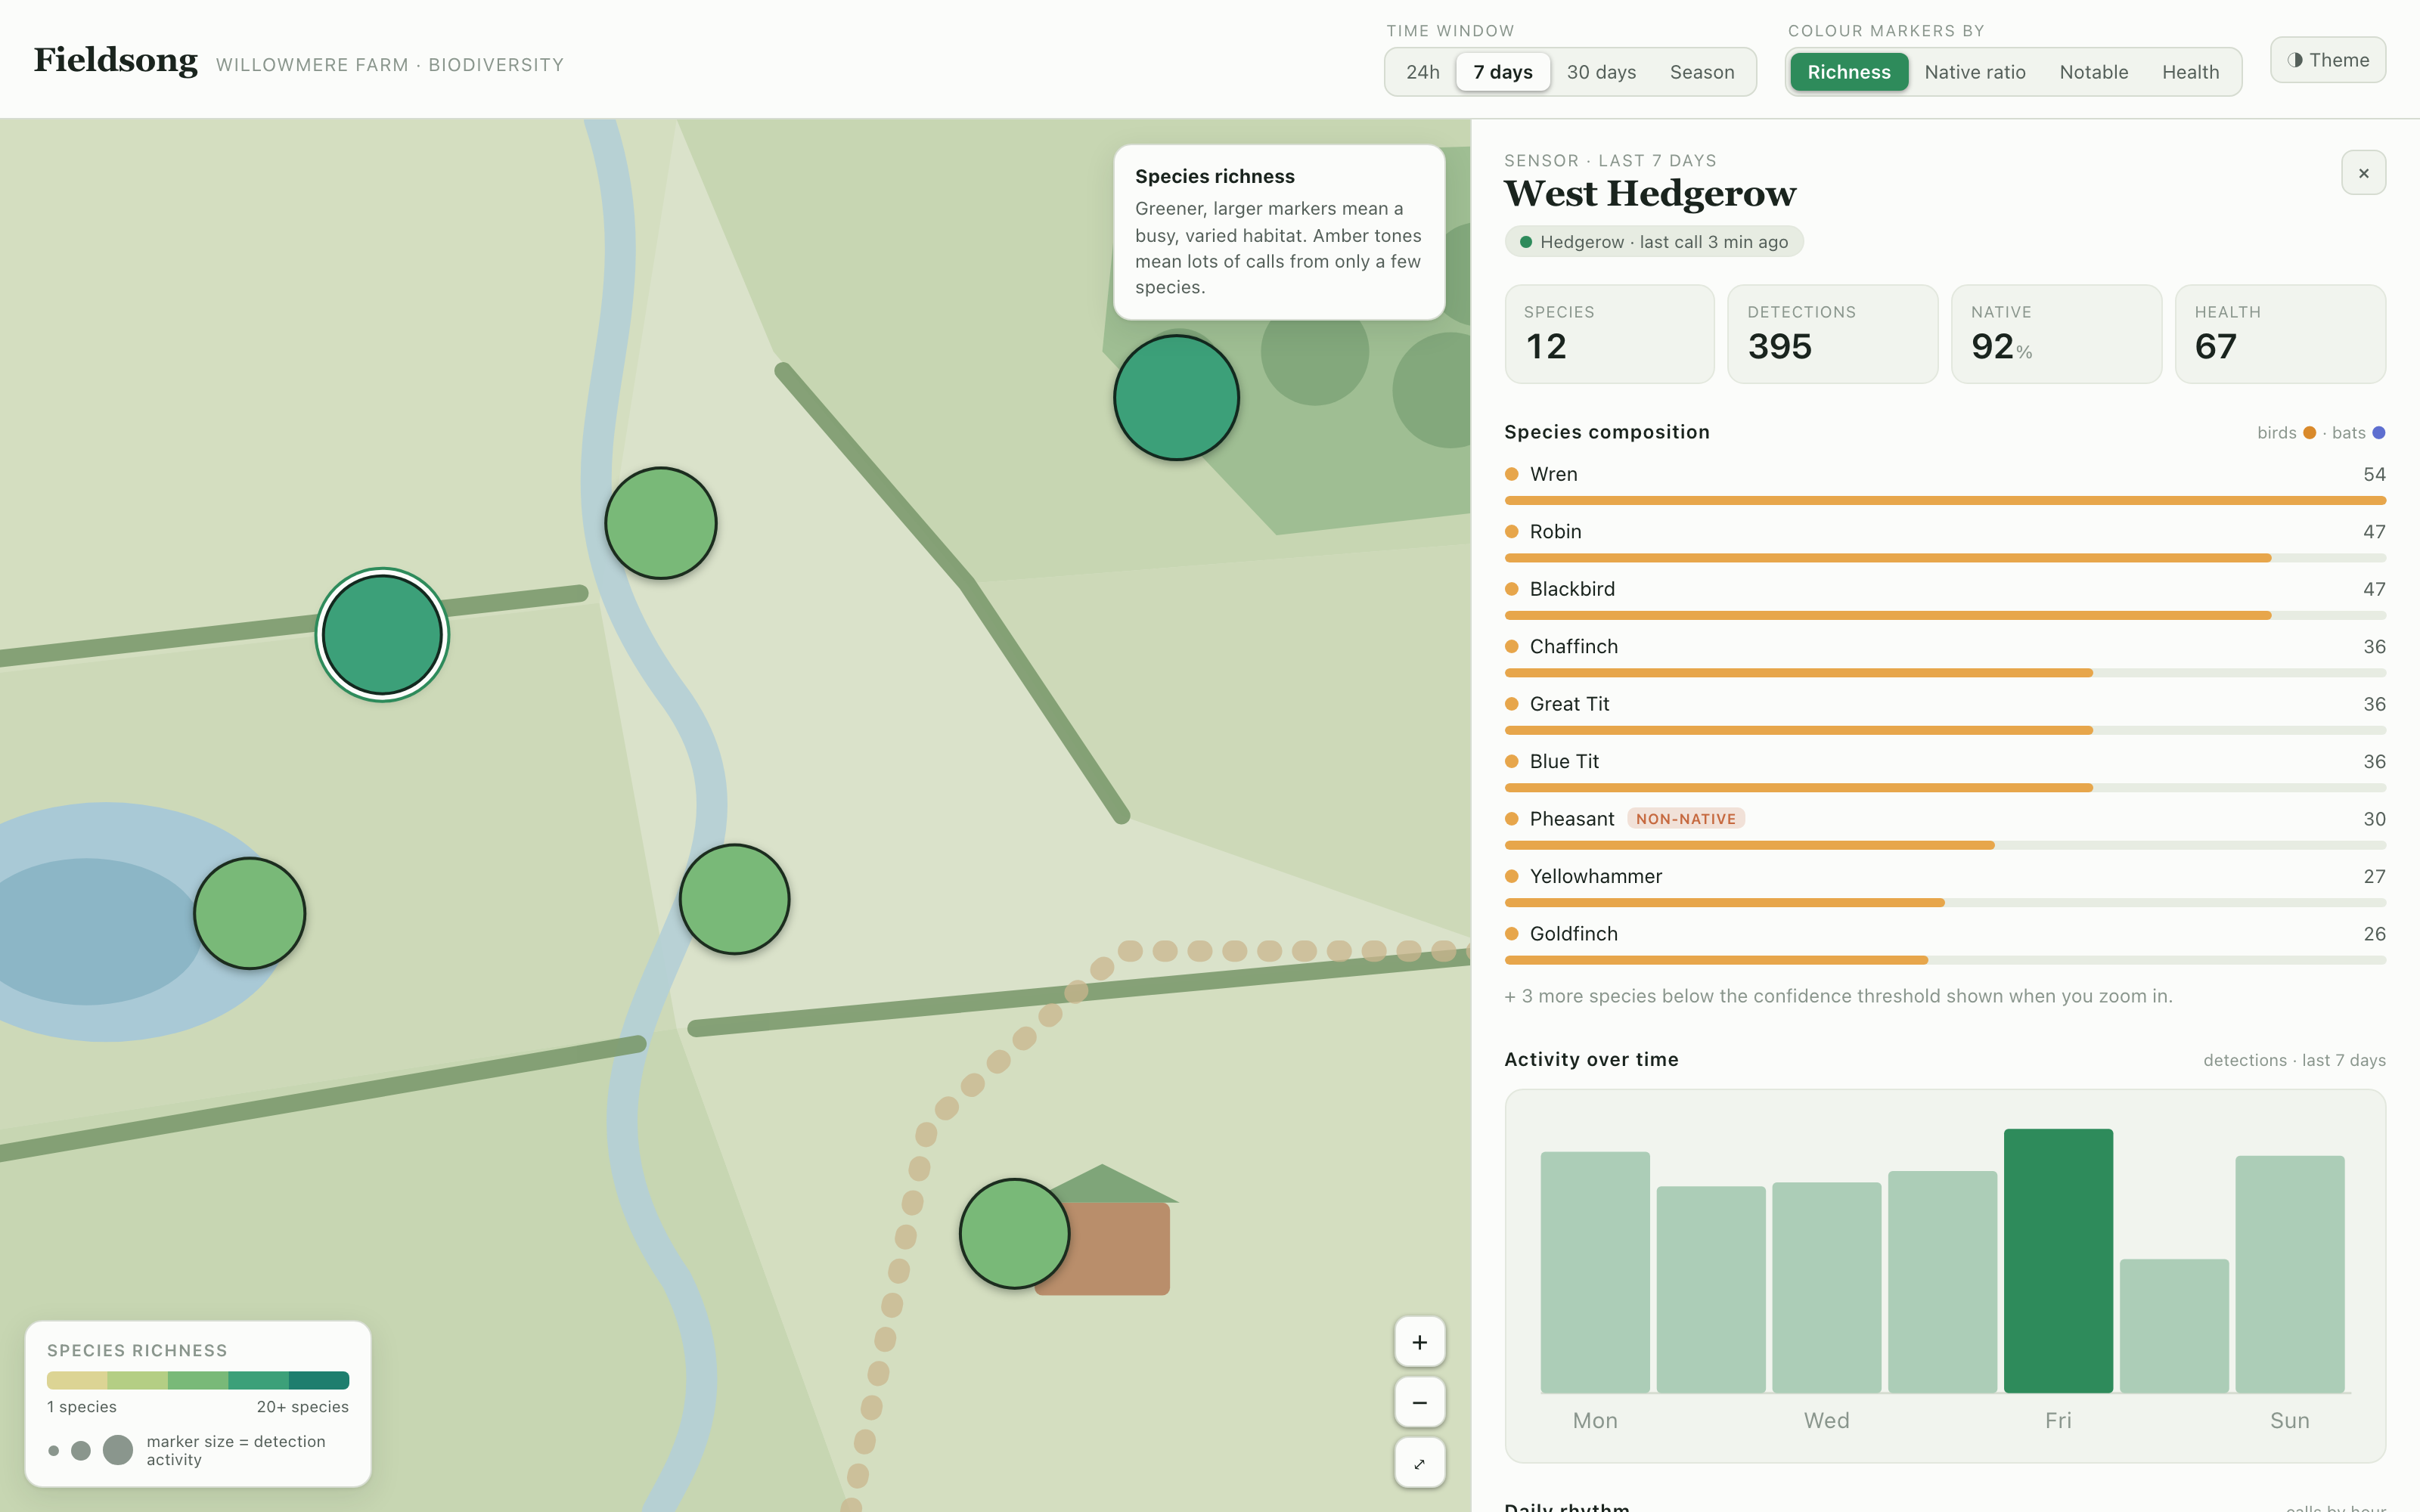 Fieldsong
WILLOWMERE FARM · BIODIVERSITY
TIME WINDOW
24h
7 days
30 days
Season
COLOUR MARKERS BY
Richness
Native ratio
Notable
Health
Theme
Species richness
Greener, larger markers mean a
busy, varied habitat. Amber tones
mean lots of calls from only a few
species.
SPECIES RICHNESS
1 species
20+ species
marker size = detection
activity
+
−
SENSOR · LAST 7 DAYS
West Hedgerow
×
Hedgerow · last call 3 min ago
SPECIES
12
DETECTIONS
395
NATIVE
92%
HEALTH
67
Species composition
birds · bats
Wren 54
Robin 47
Blackbird 47
Chaffinch 36
Great Tit 36
Blue Tit 36
Pheasant NON-NATIVE 30
Yellowhammer 27
Goldfinch 26
+ 3 more species below the confidence threshold shown when you zoom in.
Activity over time
detections · last 7 days
Mon
Wed
Fri
Sun
Daily rhythm
calls by hour